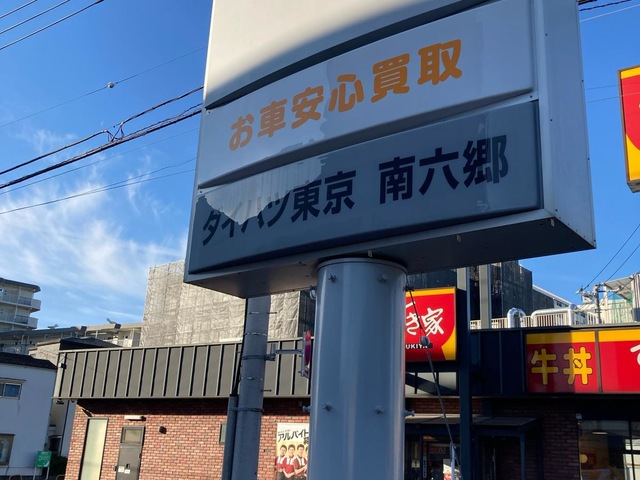 お車安心買取
ダイハツ東京 南六郷
き家
UKIYA
牛丼
アルバイト